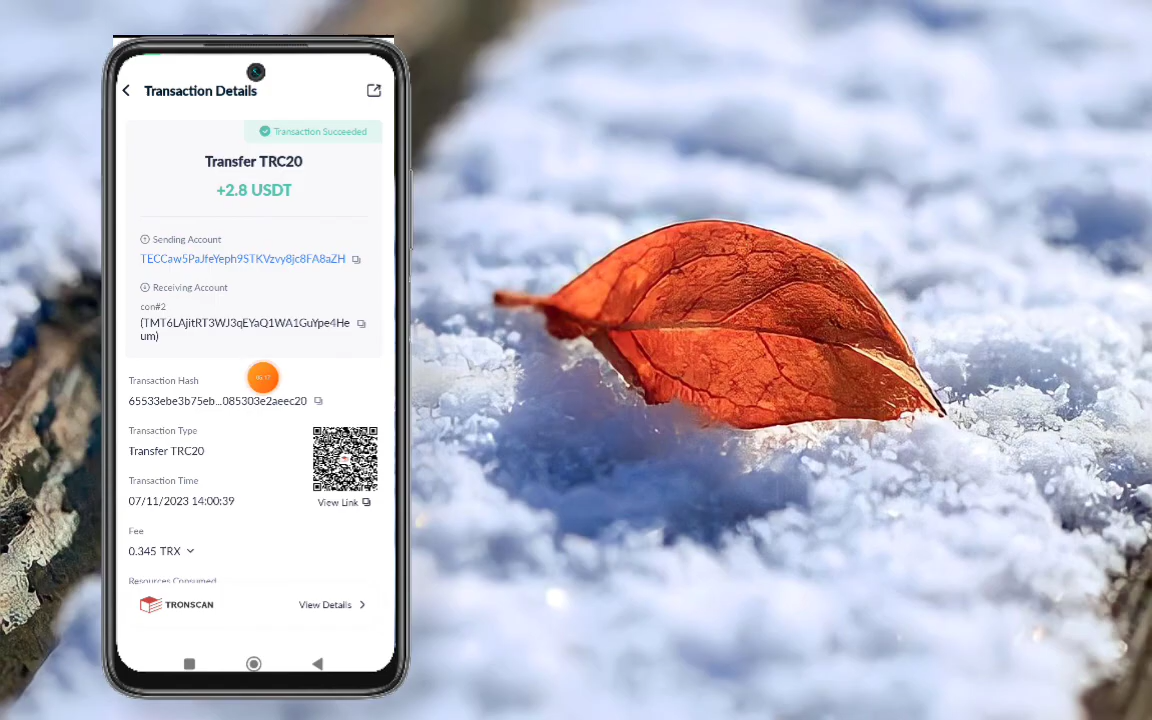 Transaction Details
Transaction Succeeded
Transfer TRC20
+2.8 USDT
Sending Account
TECCaw5PaJfeYeph9STKVzvy8jc8FA8aZH
Receiving Account
con#2
(TMT6LAjitRT3WJ3qEYaQ1WA1GuYpe4He
um)
Transaction Hash
65533ebe3b75eb...085303e2aeec20
Transaction Type
Transfer TRC20
Transaction Time
07/11/2023 14:00:39
View Link
Fee
0.345 TRX
Resources Consumed
TRONSCAN
View Details